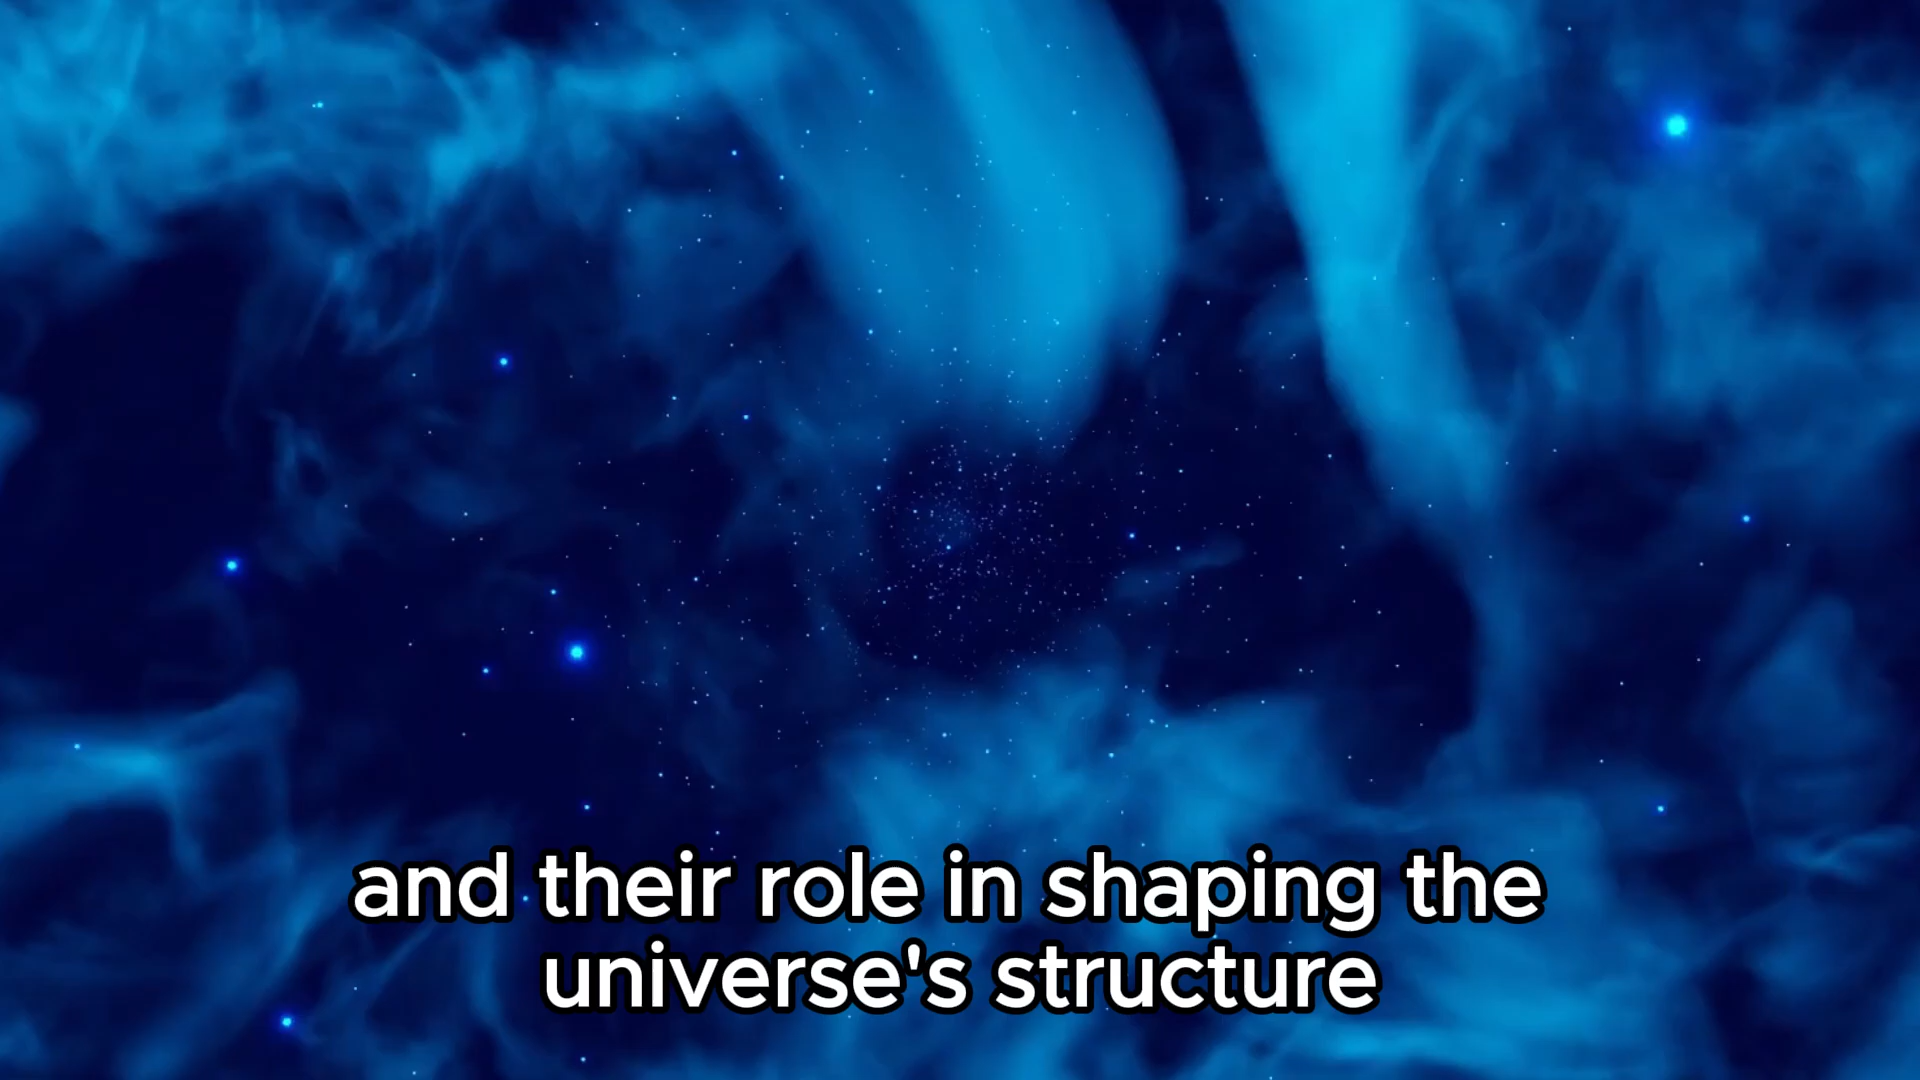 and their role in shaping the
universe's structure